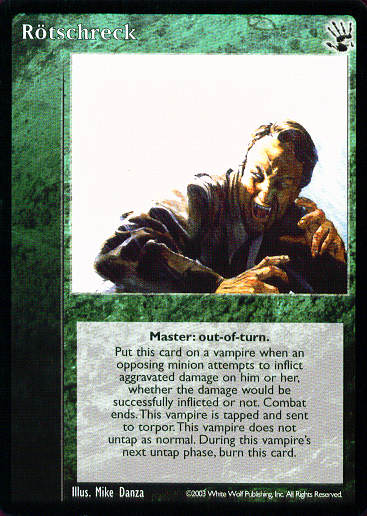 Rötschreck
Master: out-of-turn.
Put this card on a vampire when an
opposing minion attempts to inflict
aggravated damage on him or her,
whether the damage would be
successfully inflicted or not. Combat
ends. This vampire is tapped and sent
to torpor. This vampire does not
untap as normal. During this vampire's
next untap phase, burn this card.
Illus. Mike Danza ©2003 White Wolf Publishing, Inc. All Rights Reserved.